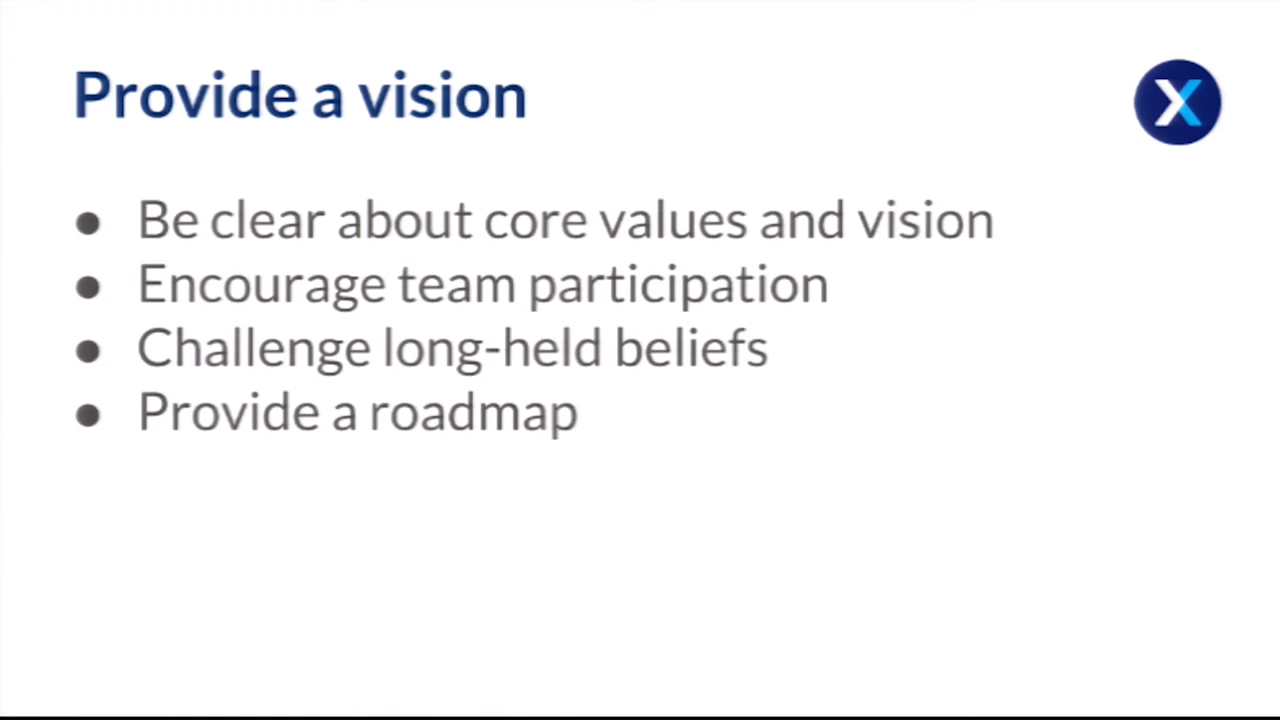 Provide a vision
X
● Be clear about core values and vision
● Encourage team participation
● Challenge long-held beliefs
● Provide a roadmap